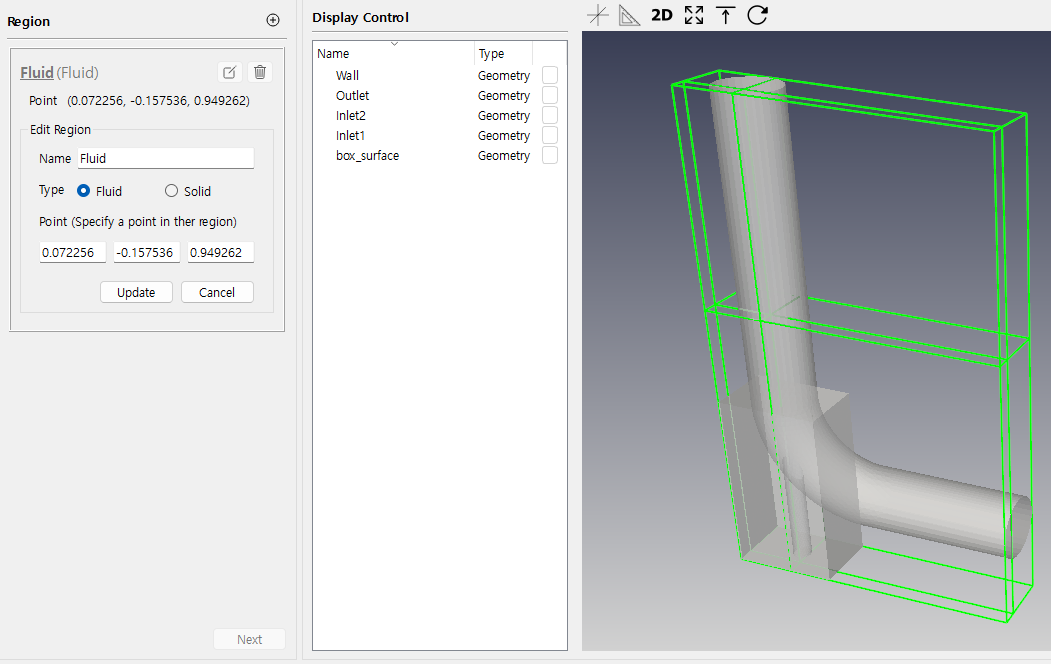 Region
Fluid (Fluid)
Point (0.072256, -0.157536, 0.949262)
Edit Region
Name Fluid
Type Fluid Solid
Point (Specify a point in ther region)
0.072256 -0.157536 0.949262
Update Cancel
Next
Display Control
Name Type
Wall Geometry
Outlet Geometry
Inlet2 Geometry
Inlet1 Geometry
box_surface Geometry
2D